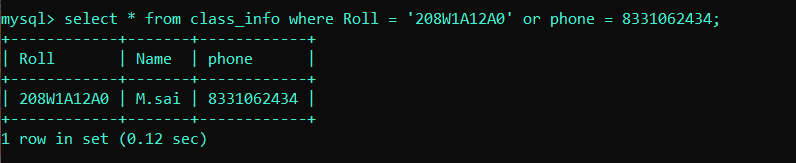 mysql> select * from class_info where Roll = '208W1A12A0' or phone = 8331062434;
+------------+-------+------------+
| Roll       | Name  | phone      |
+------------+-------+------------+
| 208W1A12A0 | M.sai | 8331062434 |
+------------+-------+------------+
1 row in set (0.12 sec)